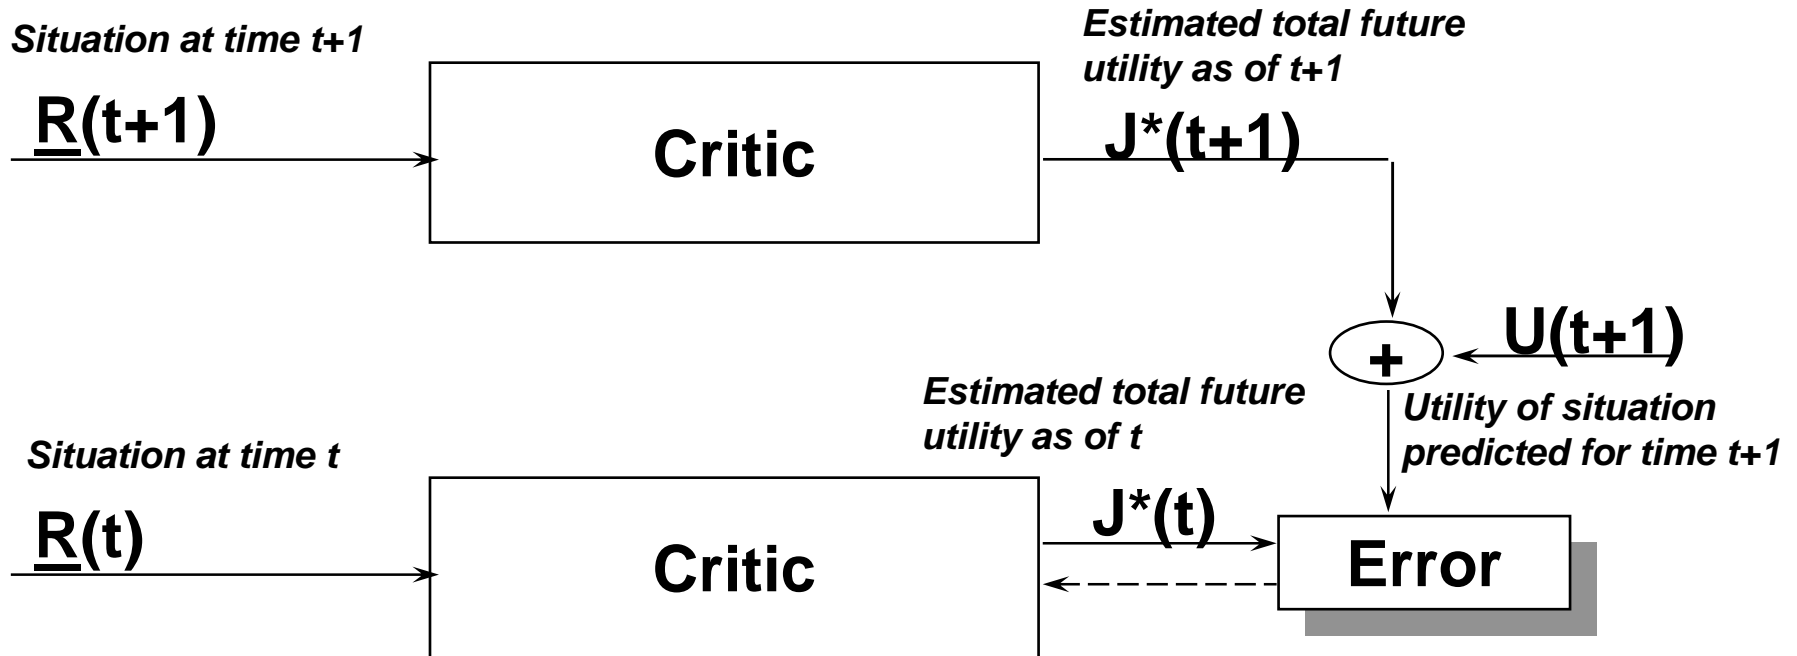 Situation at time t+1
R(t+1)
Critic
Estimated total future
utility as of t+1
J*(t+1)
+
U(t+1)
Utility of situation
predicted for time t+1
Situation at time t
R(t)
Critic
Estimated total future
utility as of t
J*(t)
Error